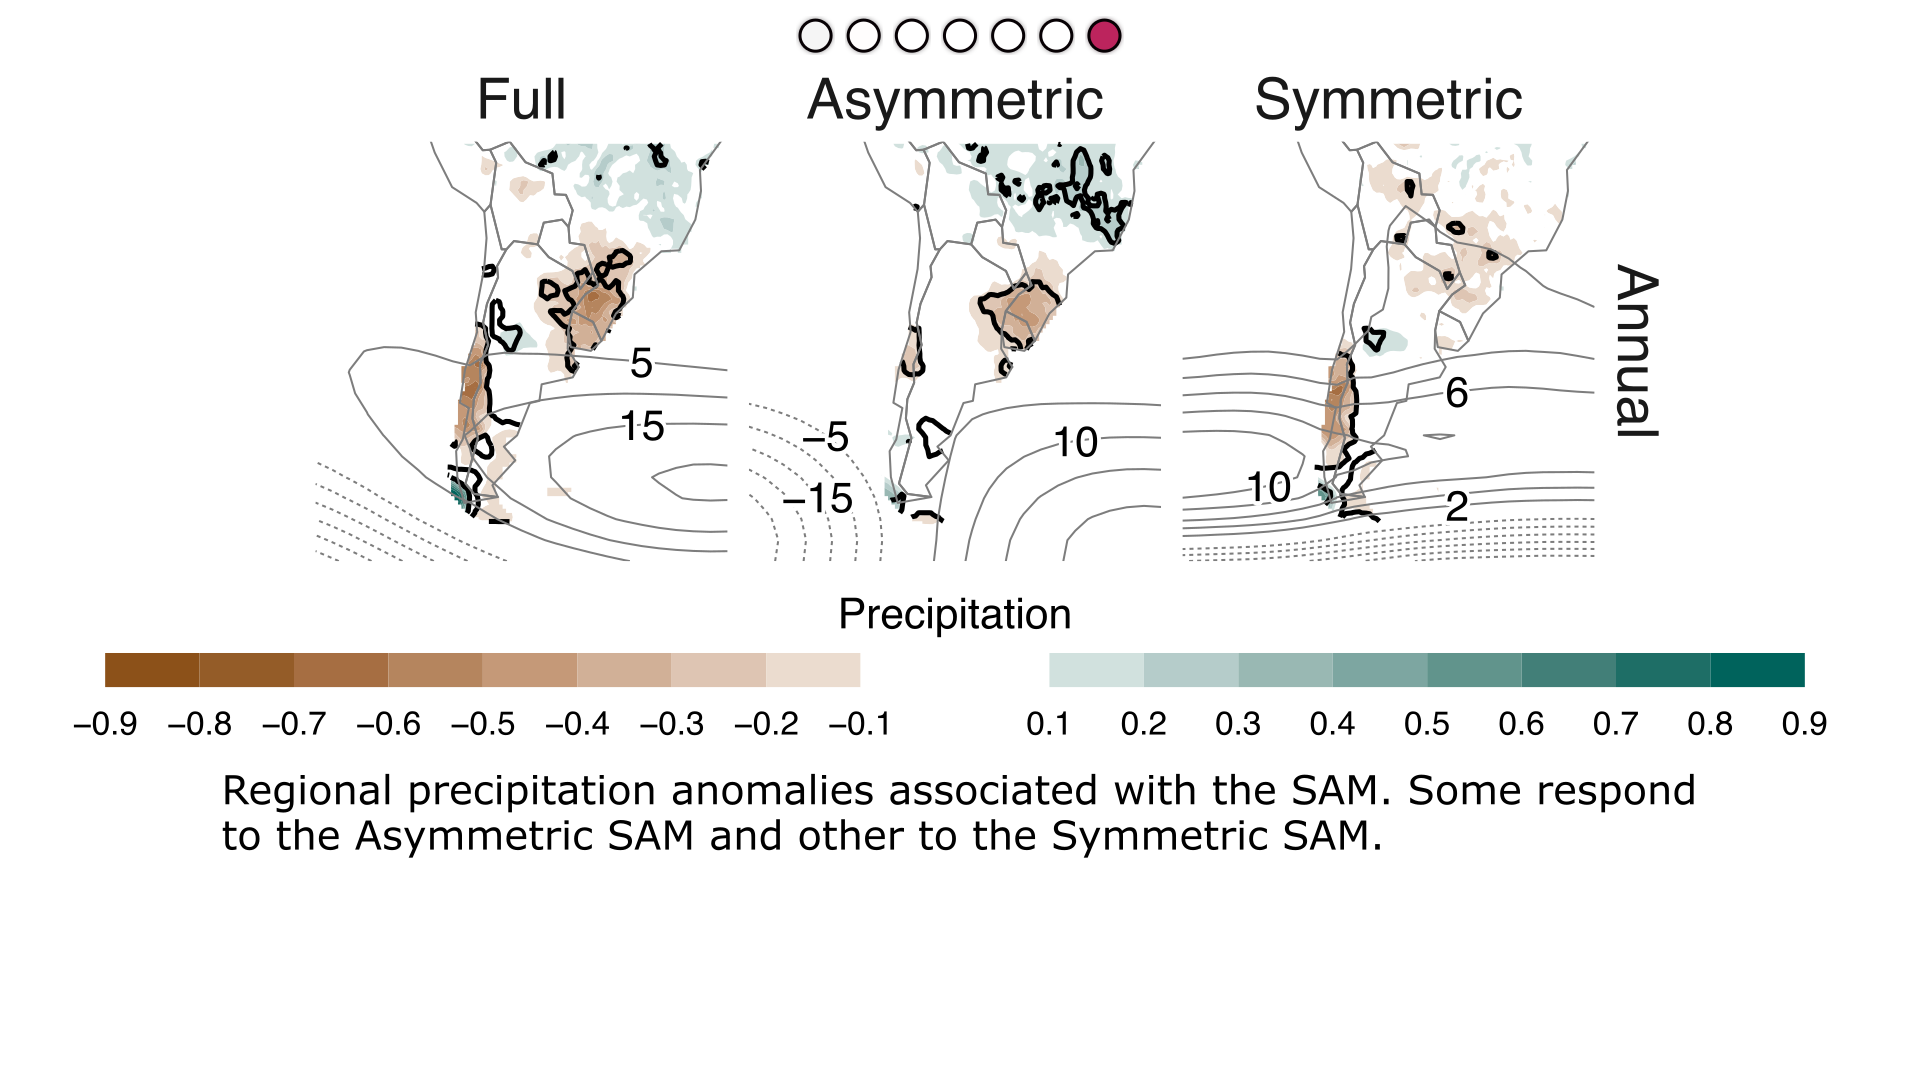 Full Asymmetric Symmetric
Annual
5
15
−5
−15
10
6
10
2
Precipitation
−0.9 −0.8 −0.7 −0.6 −0.5 −0.4 −0.3 −0.2 −0.1 0.1 0.2 0.3 0.4 0.5 0.6 0.7 0.8 0.9
Regional precipitation anomalies associated with the SAM. Some respond
to the Asymmetric SAM and other to the Symmetric SAM.